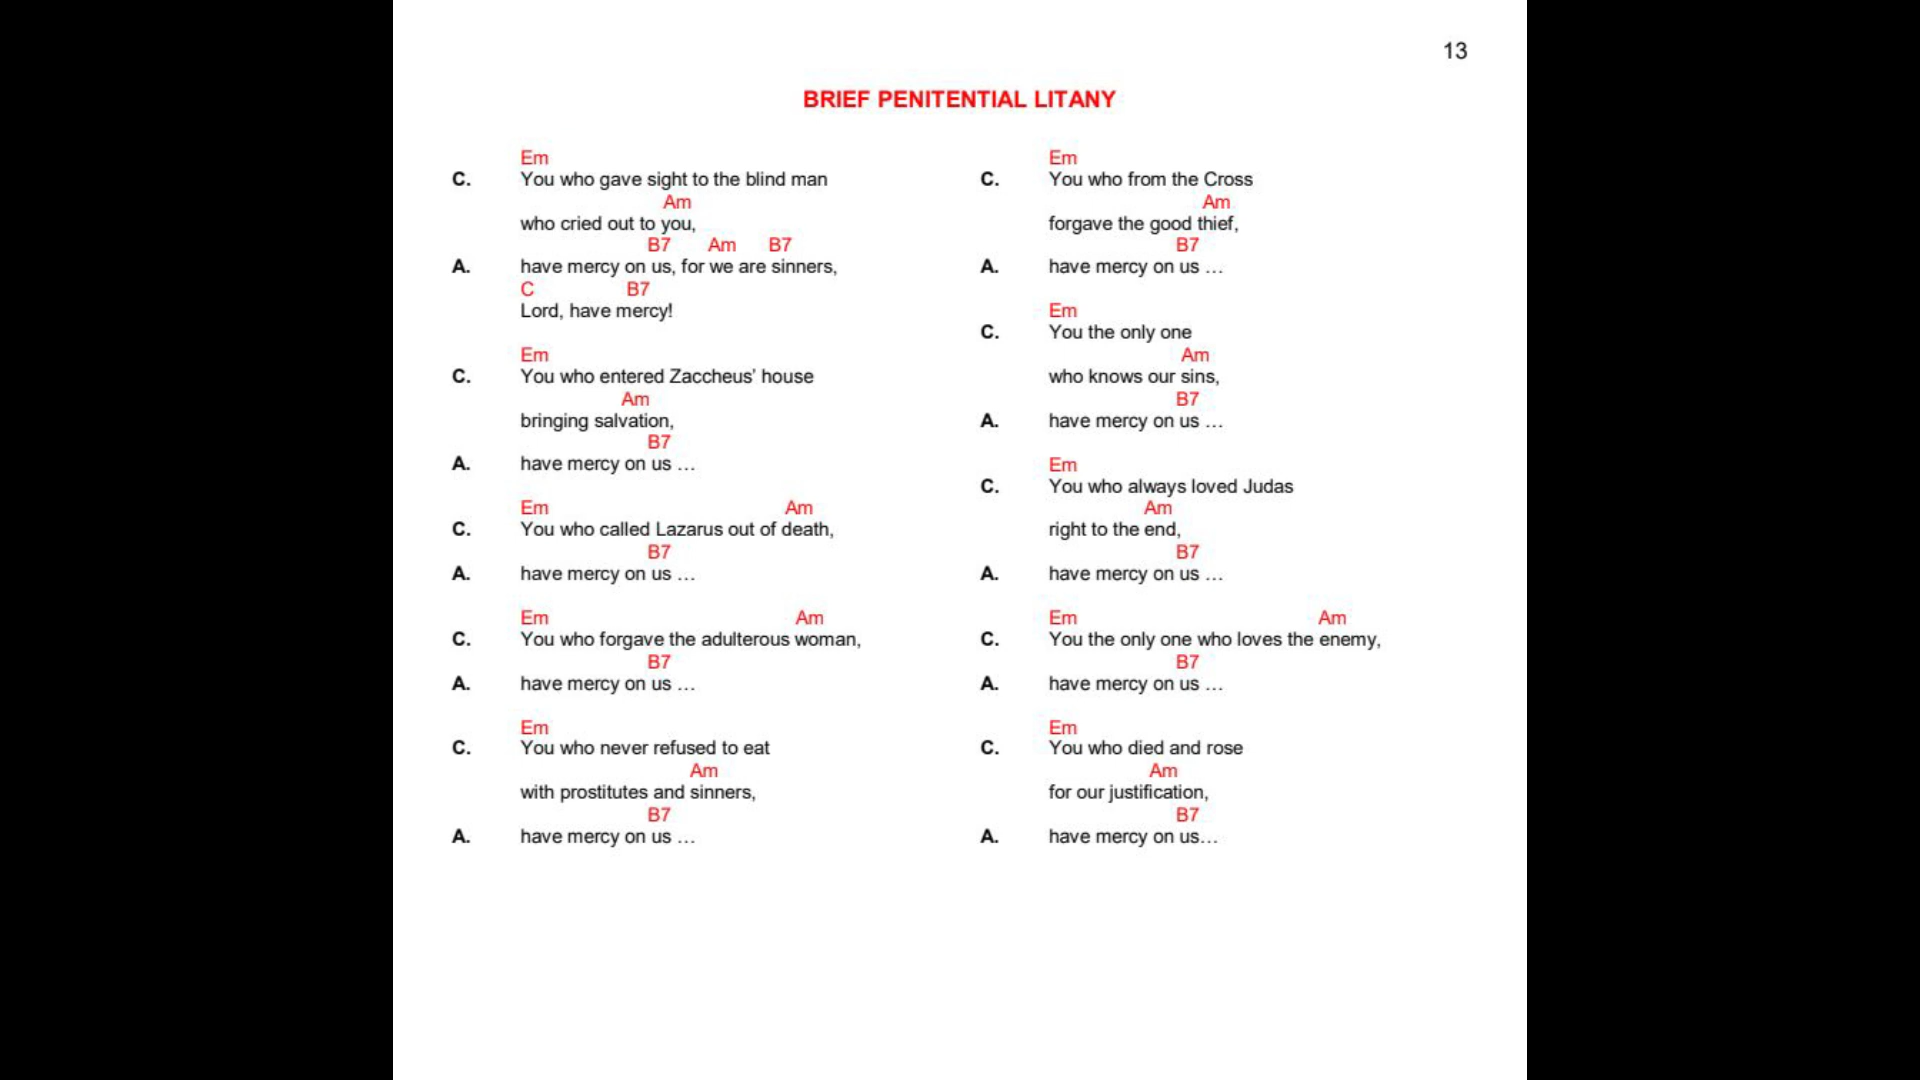 13
BRIEF PENITENTIAL LITANY
Em
C. You who gave sight to the blind man
Am
who cried out to you,
B7 Am B7
A. have mercy on us, for we are sinners,
C B7
Lord, have mercy!
Em
C. You who entered Zaccheus’ house
Am
bringing salvation,
B7
A. have mercy on us …
Em Am
C. You who called Lazarus out of death,
B7
A. have mercy on us …
Em Am
C. You who forgave the adulterous woman,
B7
A. have mercy on us …
Em
C. You who never refused to eat
Am
with prostitutes and sinners,
B7
A. have mercy on us …
Em
C. You who from the Cross
Am
forgave the good thief,
B7
A. have mercy on us …
Em
C. You the only one
Am
who knows our sins,
B7
A. have mercy on us …
Em
C. You who always loved Judas
Am
right to the end,
B7
A. have mercy on us …
Em Am
C. You the only one who loves the enemy,
B7
A. have mercy on us …
Em
C. You who died and rose
Am
for our justification,
B7
A. have mercy on us…